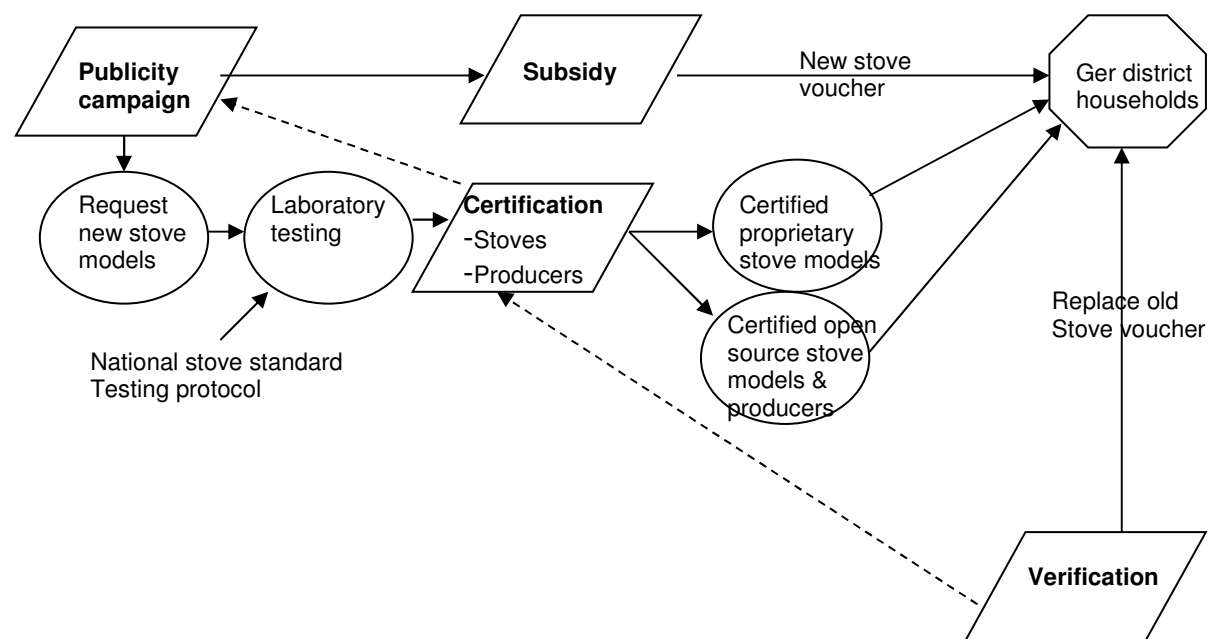 Publicity
campaign
Subsidy
New stove
voucher
Ger district
households
Request
new stove
models
Laboratory
testing
Certification
-Stoves
-Producers
Certified
proprietary
stove models
Certified open
source stove
models &
producers
National stove standard
Testing protocol
Replace old
Stove voucher
Verification